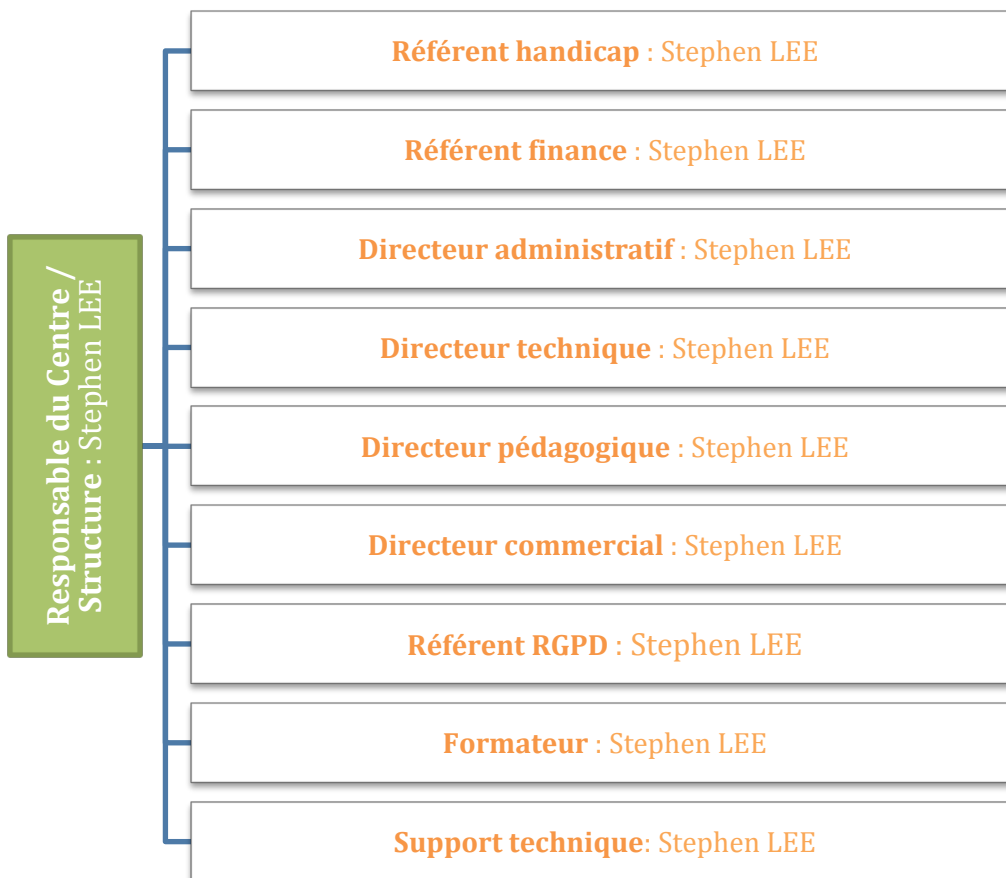 Responsable du Centre /
Structure : Stephen LEE
Référent handicap : Stephen LEE
Référent finance : Stephen LEE
Directeur administratif : Stephen LEE
Directeur technique : Stephen LEE
Directeur pédagogique : Stephen LEE
Directeur commercial : Stephen LEE
Référent RGPD : Stephen LEE
Formateur : Stephen LEE
Support technique: Stephen LEE